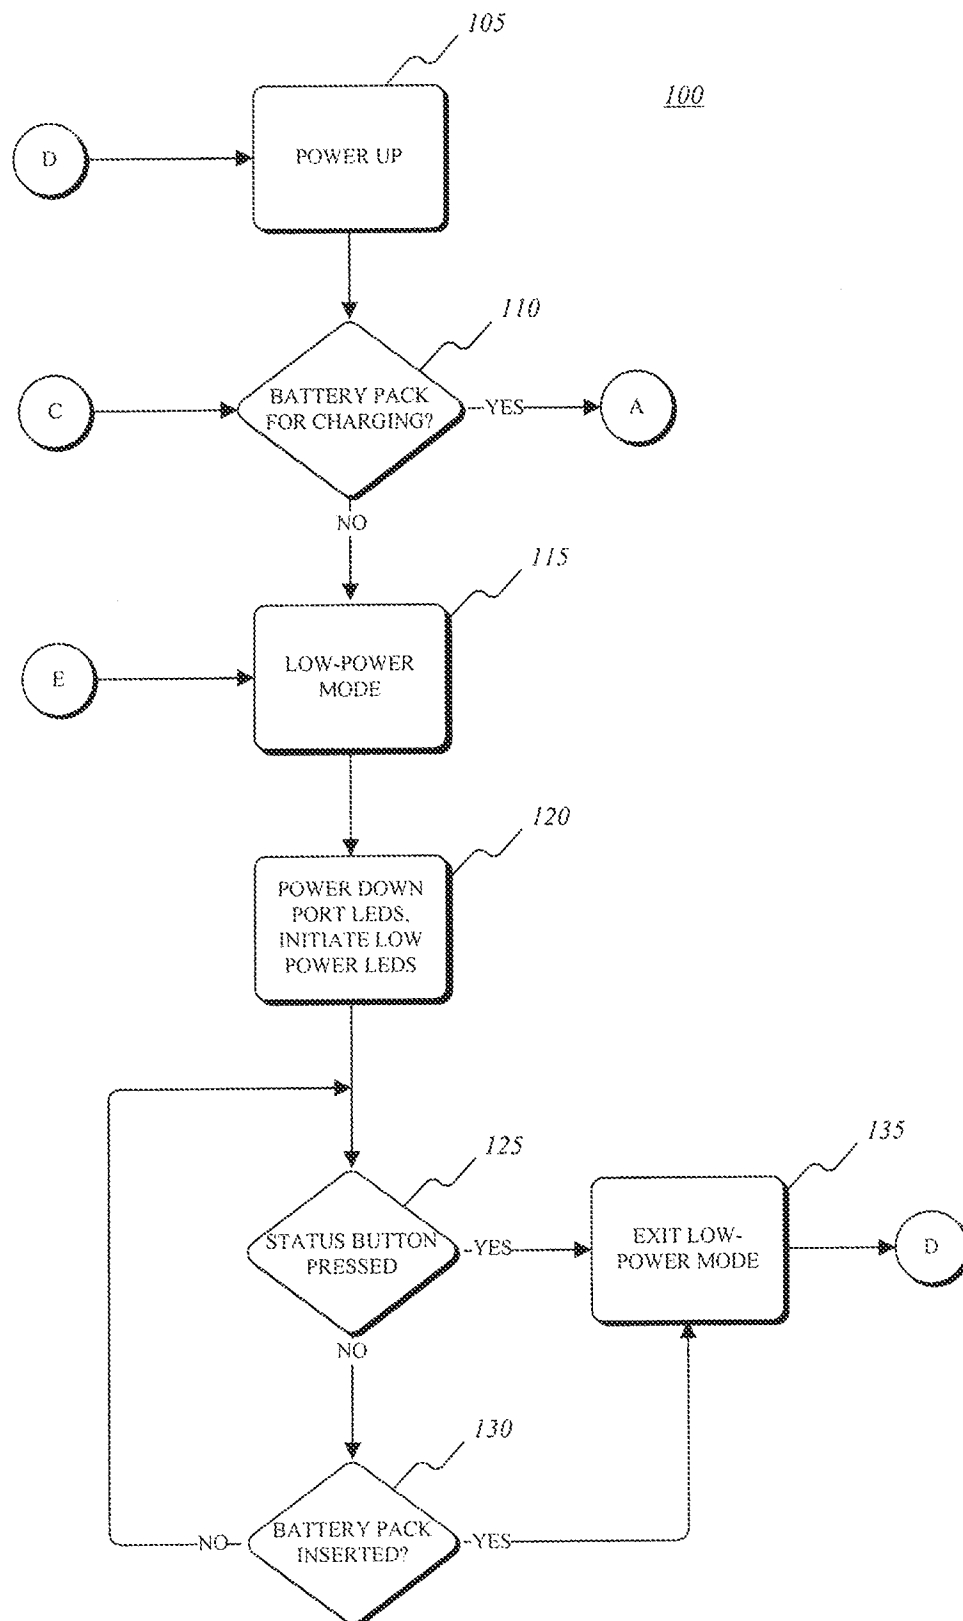 105
100
D
POWER UP
110
C
BATTERY PACK
FOR CHARGING?
YES
A
NO
115
E
LOW-POWER
MODE
120
POWER DOWN
PORT LEDS,
INITIATE LOW
POWER LEDS
125
135
STATUS BUTTON
PRESSED
YES
EXIT LOW-
POWER MODE
D
NO
130
NO
BATTERY PACK
INSERTED?
YES